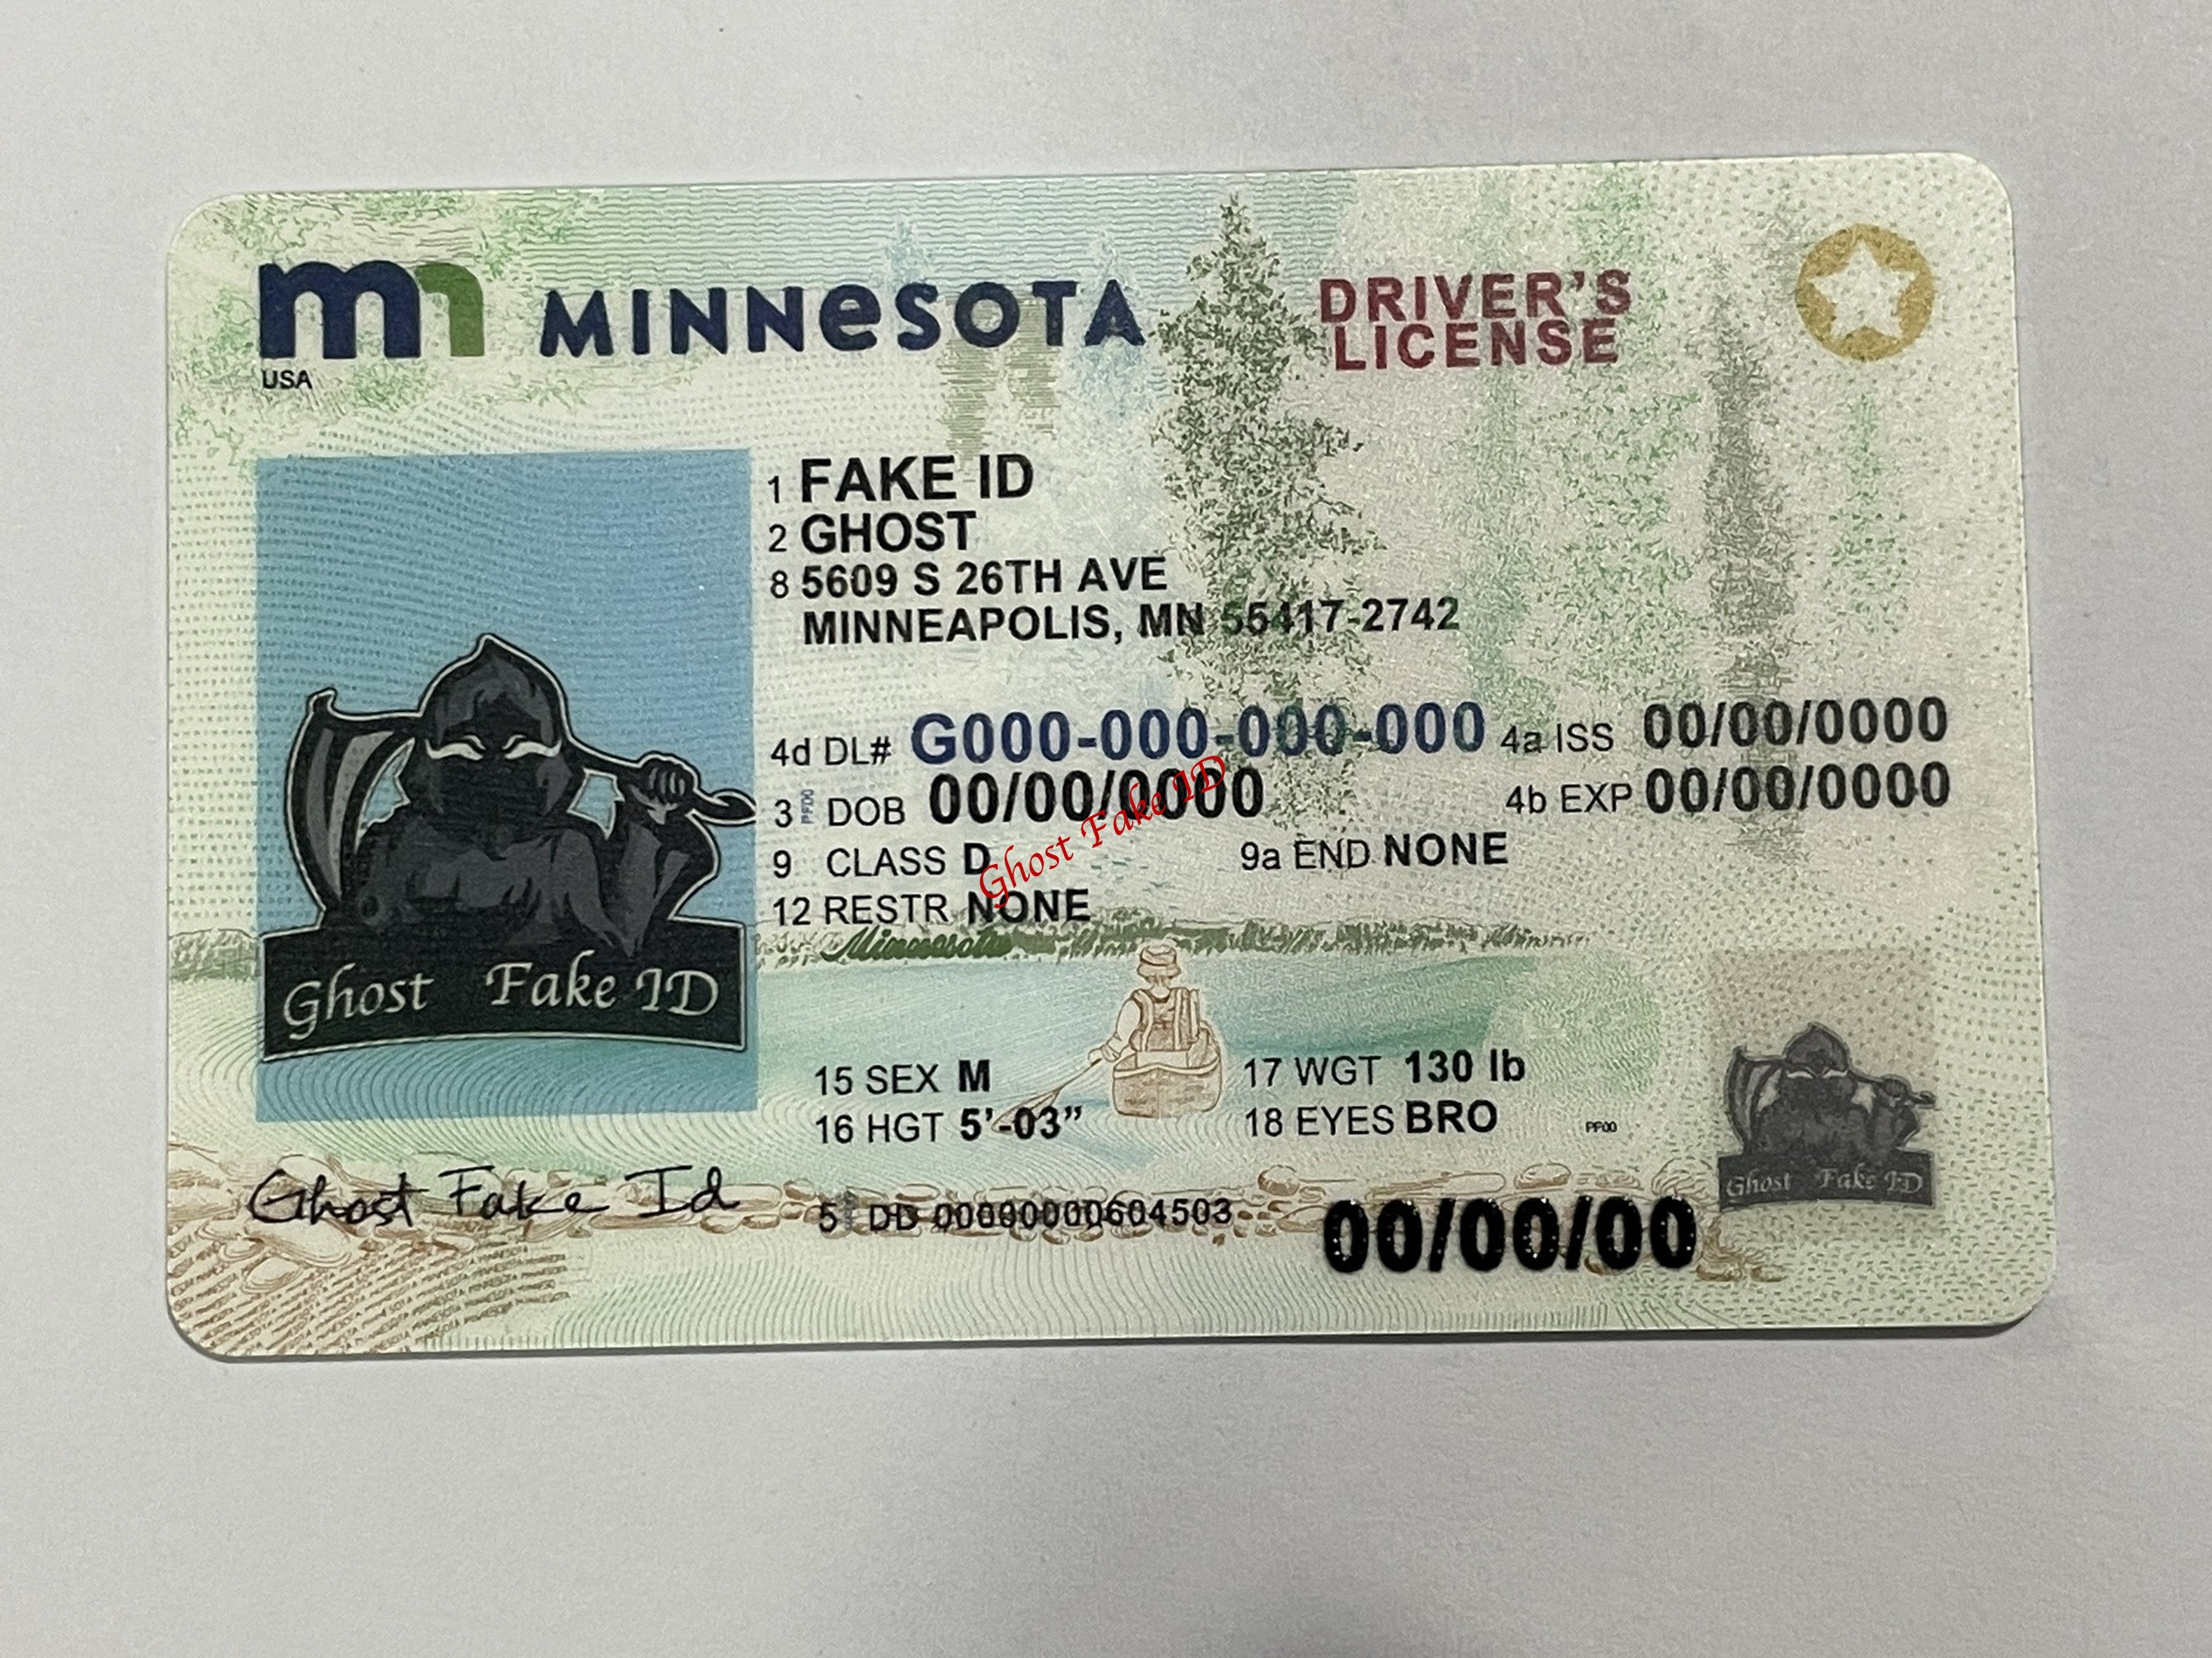 mn MINNesOTA
USA
DRIVER'S
LICENSE
1 FAKE ID
2 GHOST
8 5609 S 26TH AVE
MINNEAPOLIS, MN 55417-2742
4d DL# G000-000-000-000 4a ISS 00/00/0000
3 PF00 DOB 00/00/0000 4b EXP 00/00/0000
9 CLASS D 9a END NONE
12 RESTR NONE
Ghost Fake ID
Minnesota
Ghost Fake ID
15 SEX M 17 WGT 130 lb
16 HGT 5'-03" 18 EYES BRO PF00
Ghost Fake ID
Ghost Fake Id
5 DD 00000000604503
00/00/00